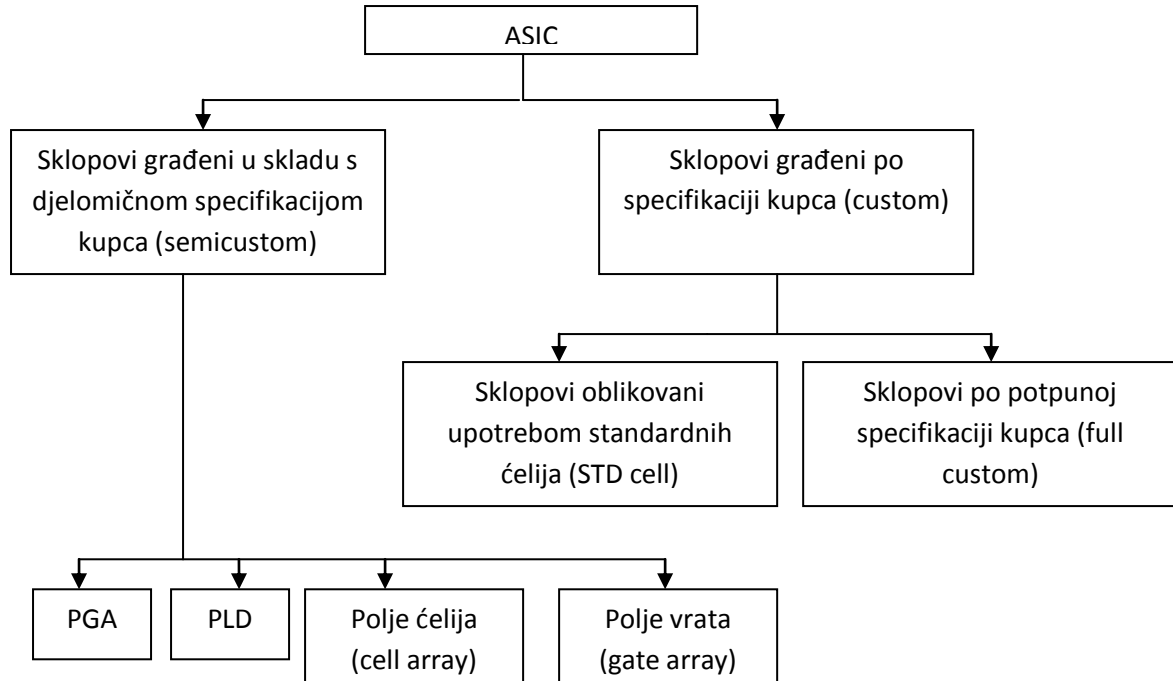 ASIC
Sklopovi građeni u skladu s
djelomičnom specifikacijom
kupca (semicustom)
Sklopovi građeni po
specifikaciji kupca (custom)
Sklopovi oblikovani
upotrebom standardnih
ćelija (STD cell)
Sklopovi po potpunoj
specifikaciji kupca (full
custom)
PGA
PLD
Polje ćelija
(cell array)
Polje vrata
(gate array)